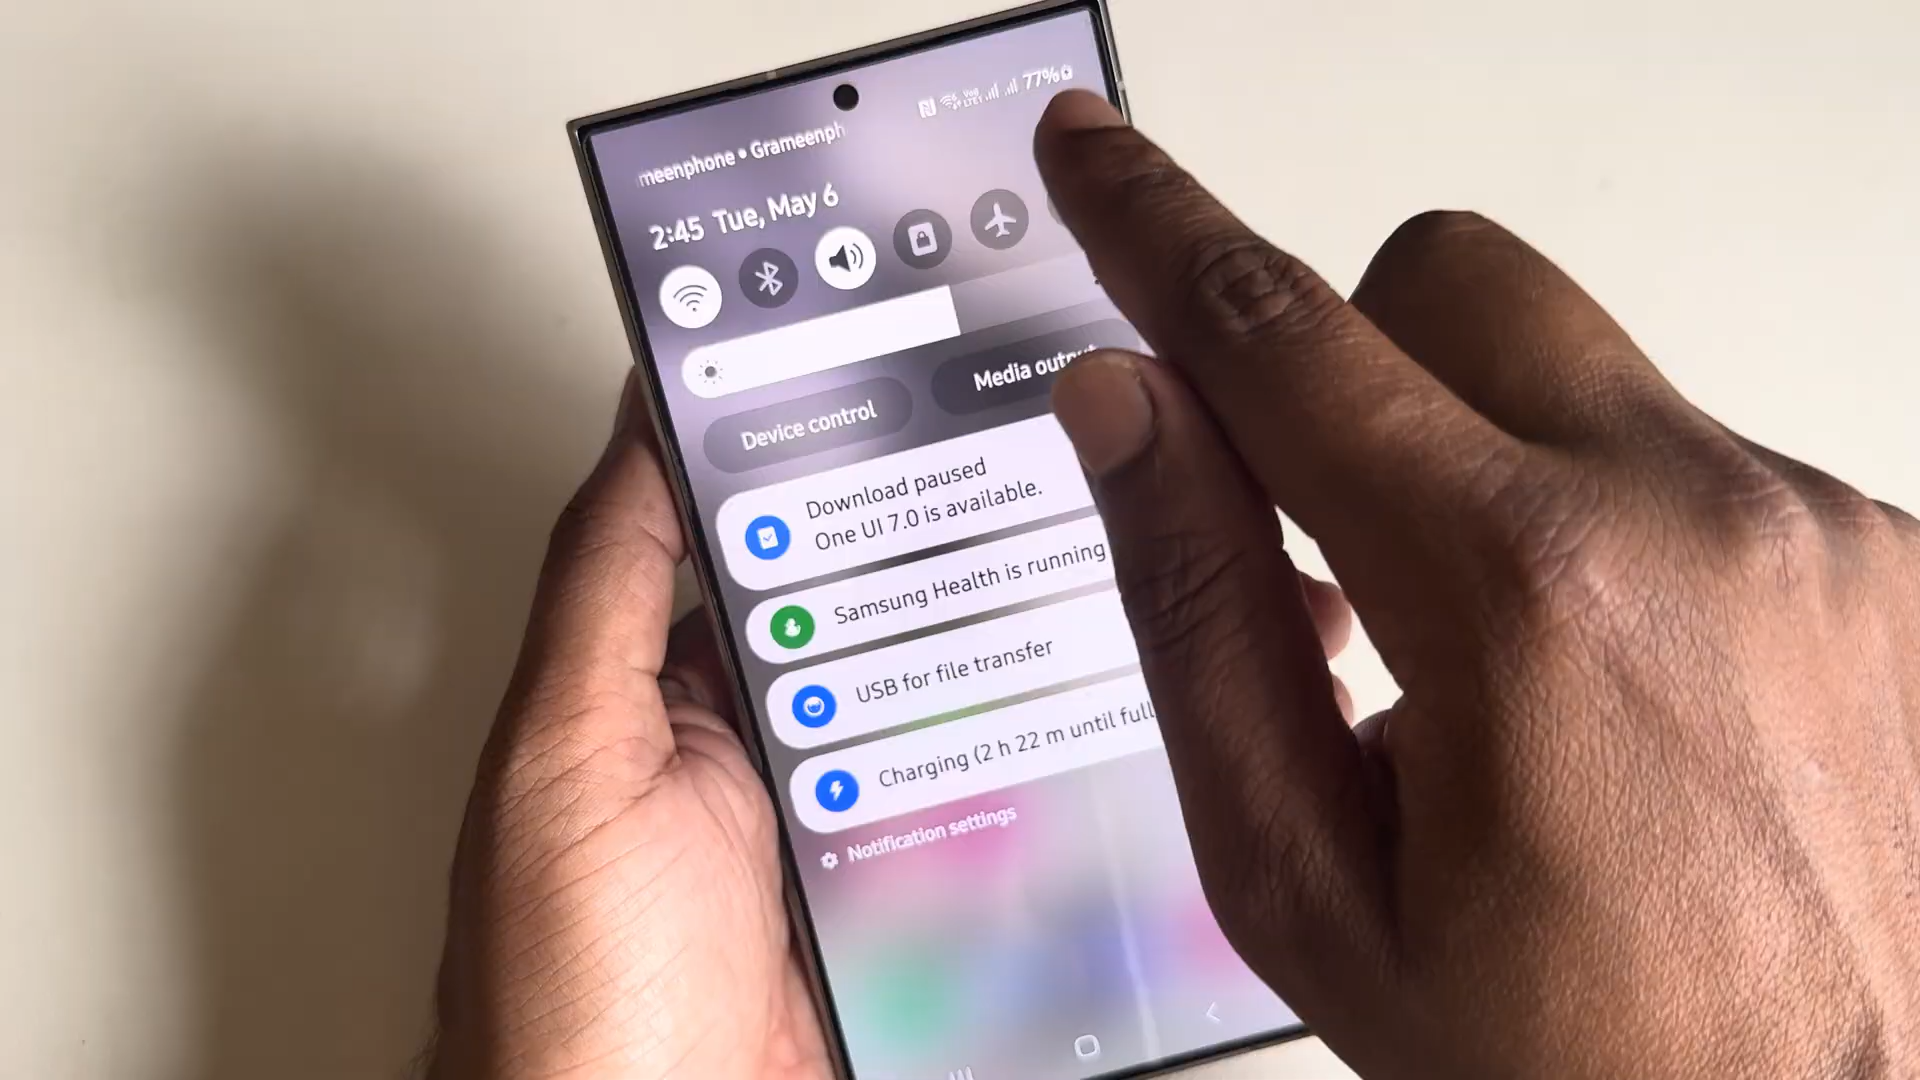 77%
meenphone • Grameenph
2:45 Tue, May 6
Device control
Media output
Download paused
One UI 7.0 is available.
Samsung Health is running
USB for file transfer
Charging (2 h 22 m until full
Notification settings